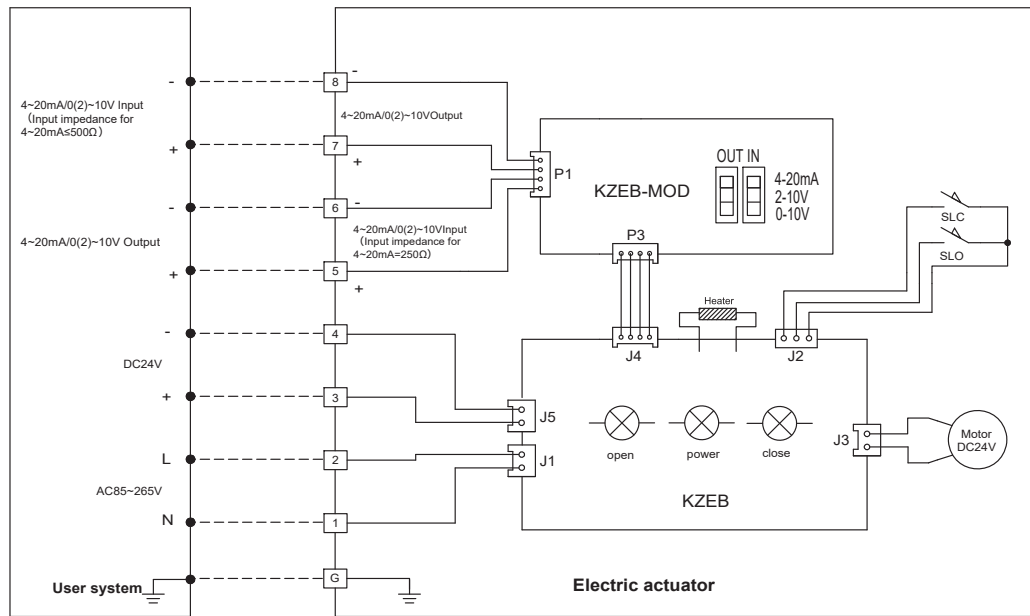 -
8
-
4~20mA/0(2)~10V Input
(Input impedance for
4~20mA≤500Ω)
4~20mA/0(2)~10VOutput
+
7
+
P1
KZEB-MOD
OUT IN
4-20mA
2-10V
0-10V
-
6
-
4~20mA/0(2)~10VInput
(Input impedance for
4~20mA=250Ω)
4~20mA/0(2)~10V Output
+
5
+
P3
SLC
SLO
Heater
-
4
DC24V
+
3
J4
J2
J5
open
power
close
J3
Motor
DC24V
L
2
J1
AC85~265V
KZEB
N
1
G
User system
Electric actuator